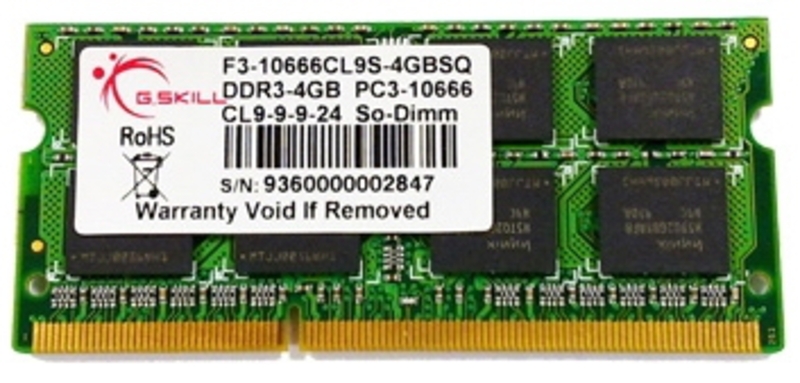 G.SKILL
F3-10666CL9S-4GBSQ
DDR3-4GB PC3-10666
CL9-9-9-24 So-Dimm
RoHS
S/N: 9360000002847
Warranty Void If Removed